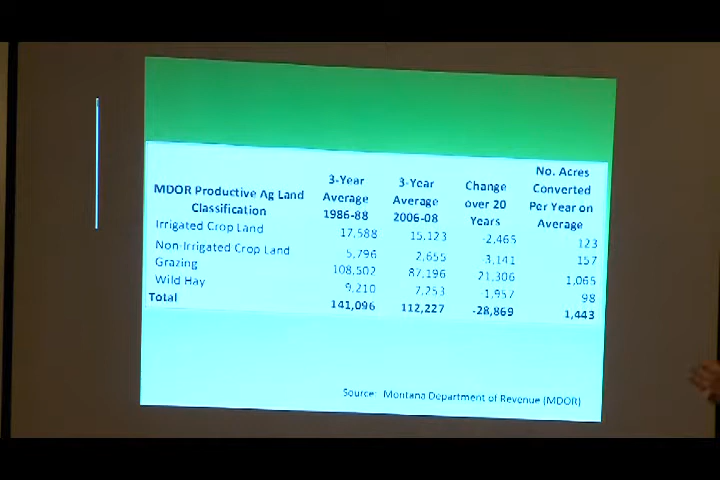 MDOR Productive Ag Land Classification 3-Year Average 1986-88 3-Year Average 2006-08 Change over 20 Years No. Acres Converted Per Year on Average
Irrigated Crop Land 17,588 15,123 -2,465 123
Non-Irrigated Crop Land 5,796 2,655 -3,141 157
Grazing 108,502 87,196 21,306 1,065
Wild Hay 9,210 7,253 1,957 98
Total 141,096 112,227 -28,869 1,443
Source: Montana Department of Revenue (MDOR)